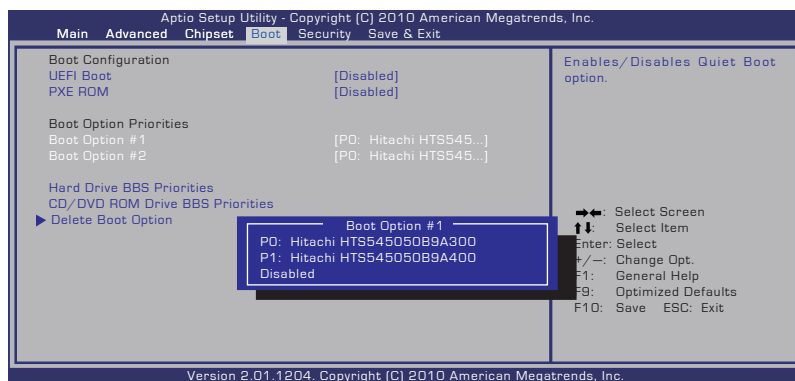 Aptio Setup Utility - Copyright (C) 2010 American Megatrends, Inc.
Main Advanced Chipset Boot Security Save & Exit
Boot Configuration
UEFI Boot [Disabled]
PXE ROM [Disabled]
Boot Option Priorities
Boot Option #1 [P0: Hitachi HTS545...]
Boot Option #2 [P0: Hitachi HTS545...]
Hard Drive BBS Priorities
CD/DVD ROM Drive BBS Priorities
Delete Boot Option
Boot Option #1
P0: Hitachi HTS545050B9A300
P1: Hitachi HTS545050B9A400
Disabled
Enables/Disables Quiet Boot
option.
→←: Select Screen
↑↓: Select Item
Enter: Select
+/—: Change Opt.
F1: General Help
F9: Optimized Defaults
F10: Save ESC: Exit
Version 2.01.1204. Copyright (C) 2010 American Megatrends, Inc.